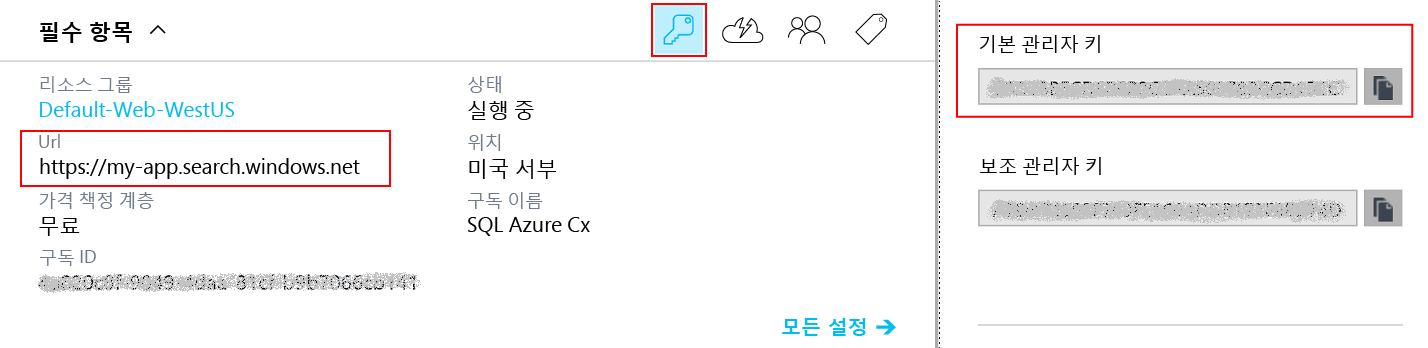 필수 항목
리소스 그룹
Default-Web-WestUS
Url
https://my-app.search.windows.net
가격 책정 계층
무료
구독 ID
상태
실행 중
위치
미국 서부
구독 이름
SQL Azure Cx
모든 설정
기본 관리자 키
보조 관리자 키